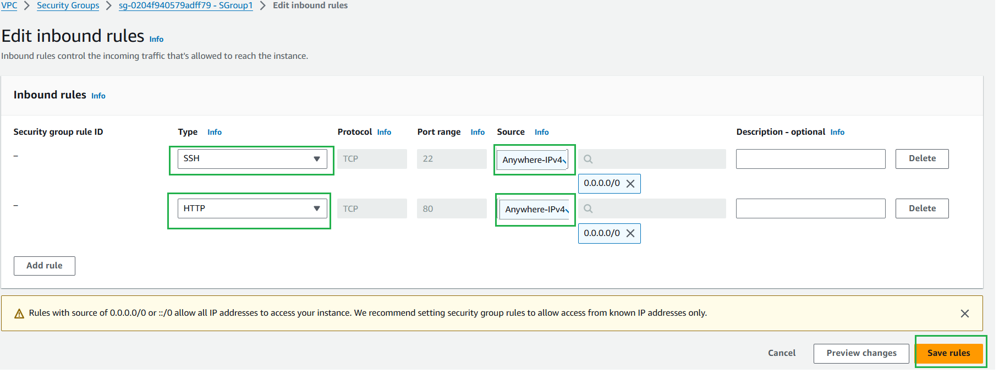 VPC > Security Groups > sg-0204f940579adff79 - SGroup1 > Edit inbound rules
Edit inbound rules Info
Inbound rules control the incoming traffic that's allowed to reach the instance.
Inbound rules Info
Security group rule ID Type Info Protocol Info Port range Info Source Info Description - optional Info
– SSH TCP 22 Anywhere-IPv4 Delete
0.0.0.0/0
– HTTP TCP 80 Anywhere-IPv4 Delete
0.0.0.0/0
Add rule
Rules with source of 0.0.0.0/0 or ::/0 allow all IP addresses to access your instance. We recommend setting security group rules to allow access from known IP addresses only.
Cancel Preview changes Save rules